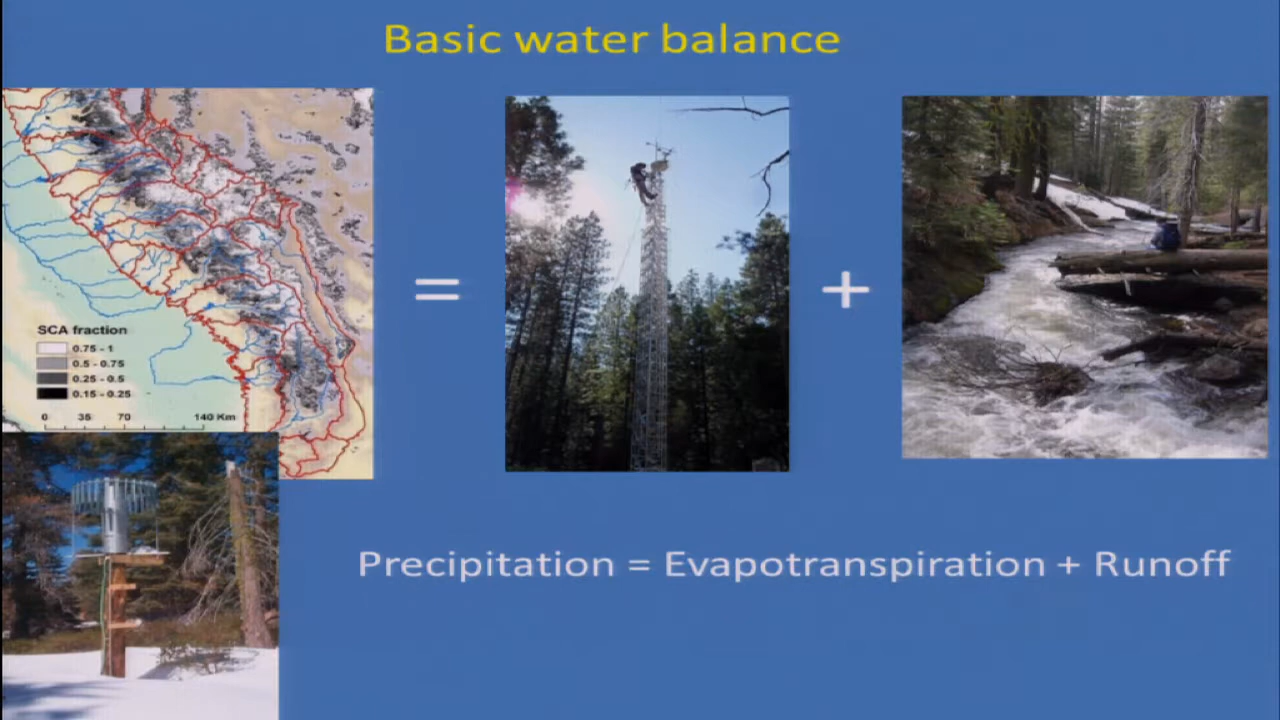 Basic water balance
SCA fraction
0.75 - 1
0.5 - 0.75
0.25 - 0.5
0.15 - 0.25
0 35 70 140 Km
=
+
Precipitation = Evapotranspiration + Runoff